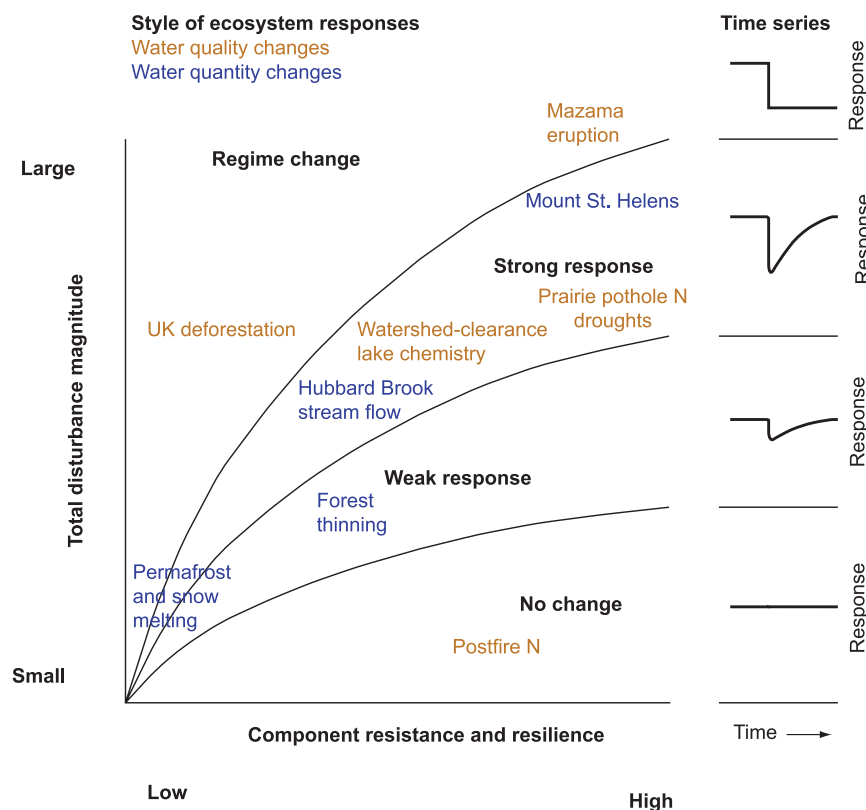 Style of ecosystem responses
Water quality changes
Water quantity changes
Time series
Response
Mazama
eruption
Large
Regime change
Mount St. Helens
Response
Strong response
Prairie pothole N
droughts
UK deforestation
Watershed-clearance
lake chemistry
Hubbard Brook
stream flow
Response
Total disturbance magnitude
Weak response
Forest
thinning
Permafrost
and snow
melting
No change
Response
Postfire N
Small
Component resistance and resilience
Time
Low
High